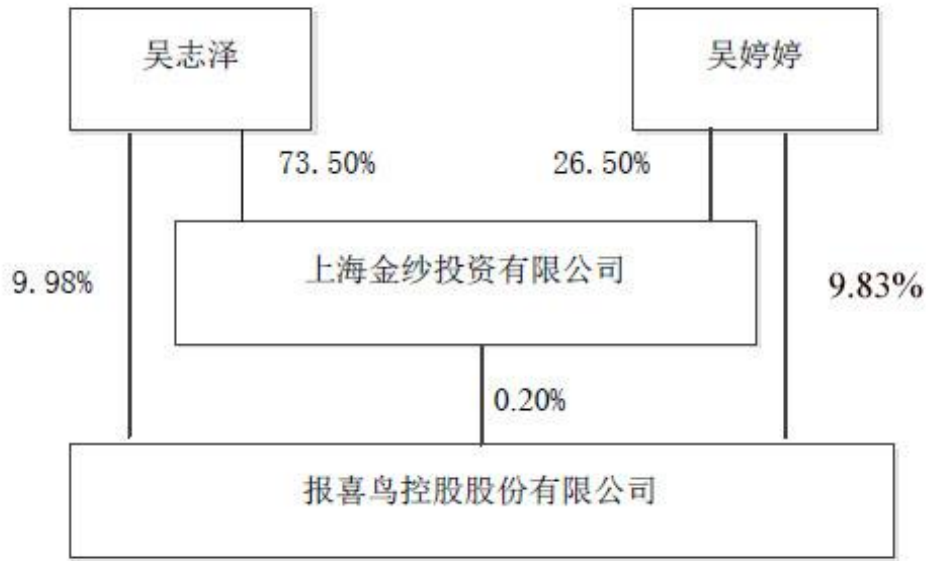 吴志泽
吴婷婷
73.50%
26.50%
上海金纱投资有限公司
9.98%
9.83%
0.20%
报喜鸟控股股份有限公司